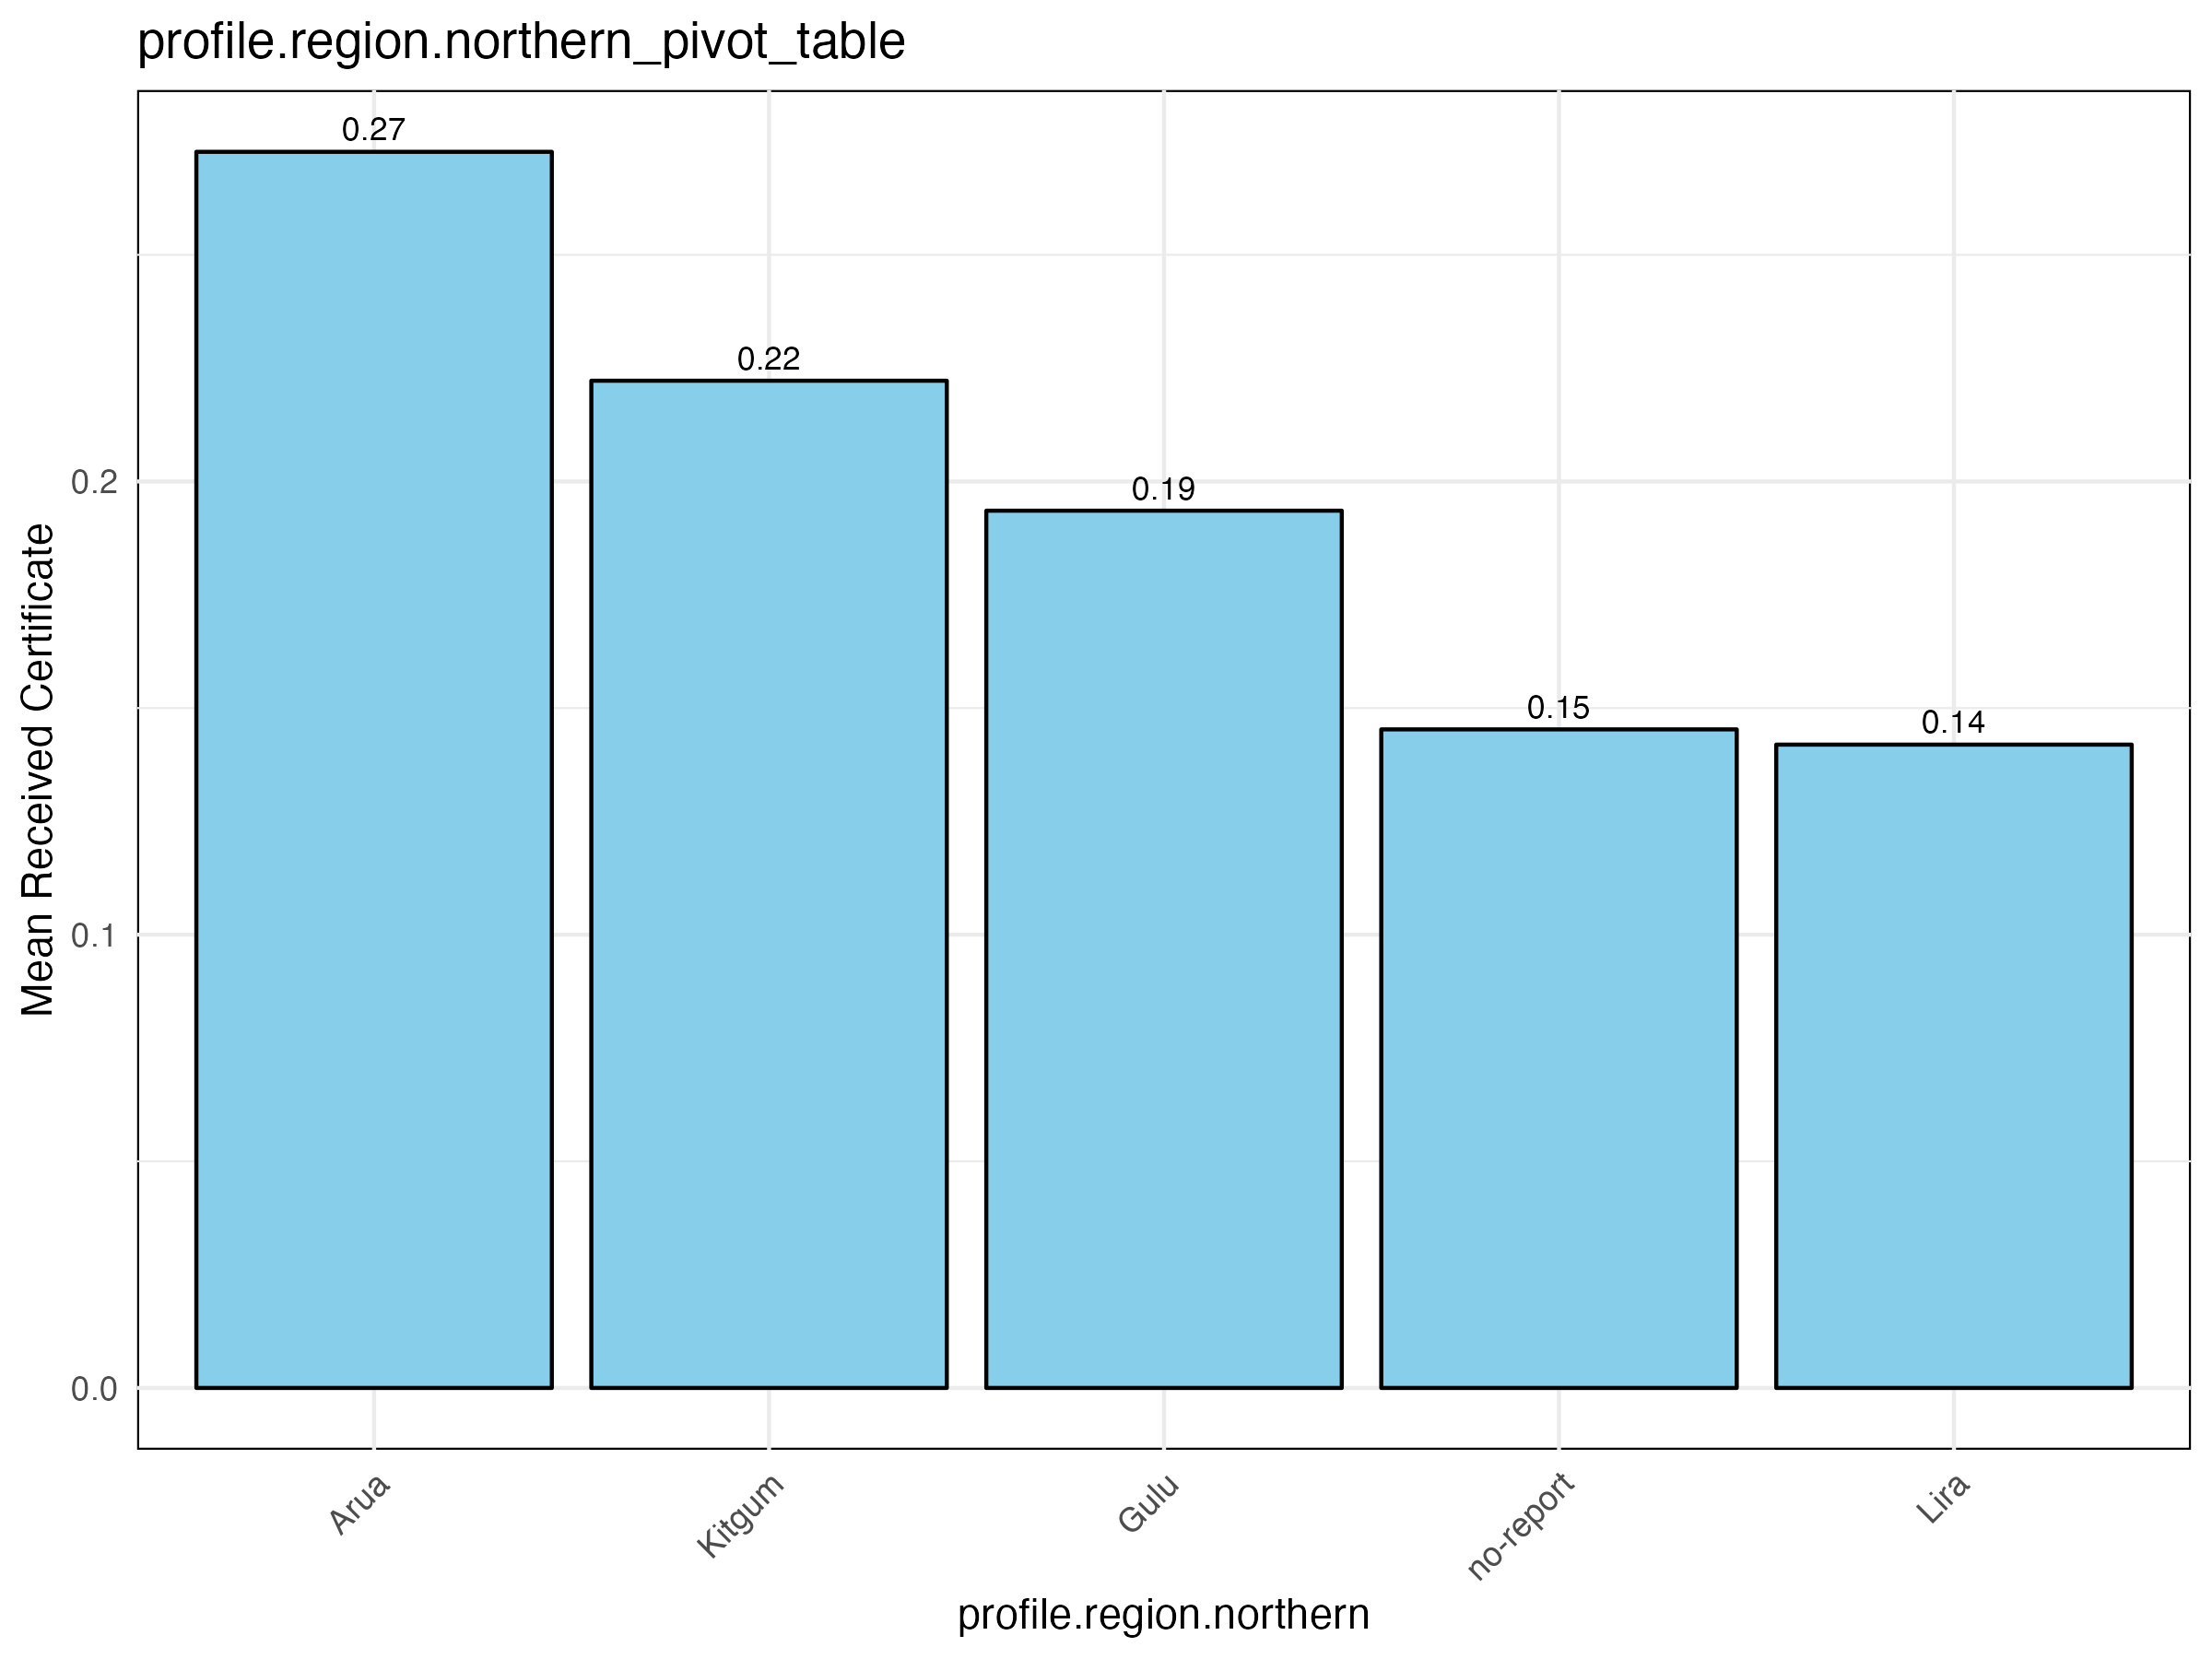 profile.region.northern_pivot_table
Mean Received Certificate
0.2
0.1
0.0
0.27
0.22
0.19
0.15
0.14
Arua
Kitgum
Gulu
no-report
Lira
profile.region.northern